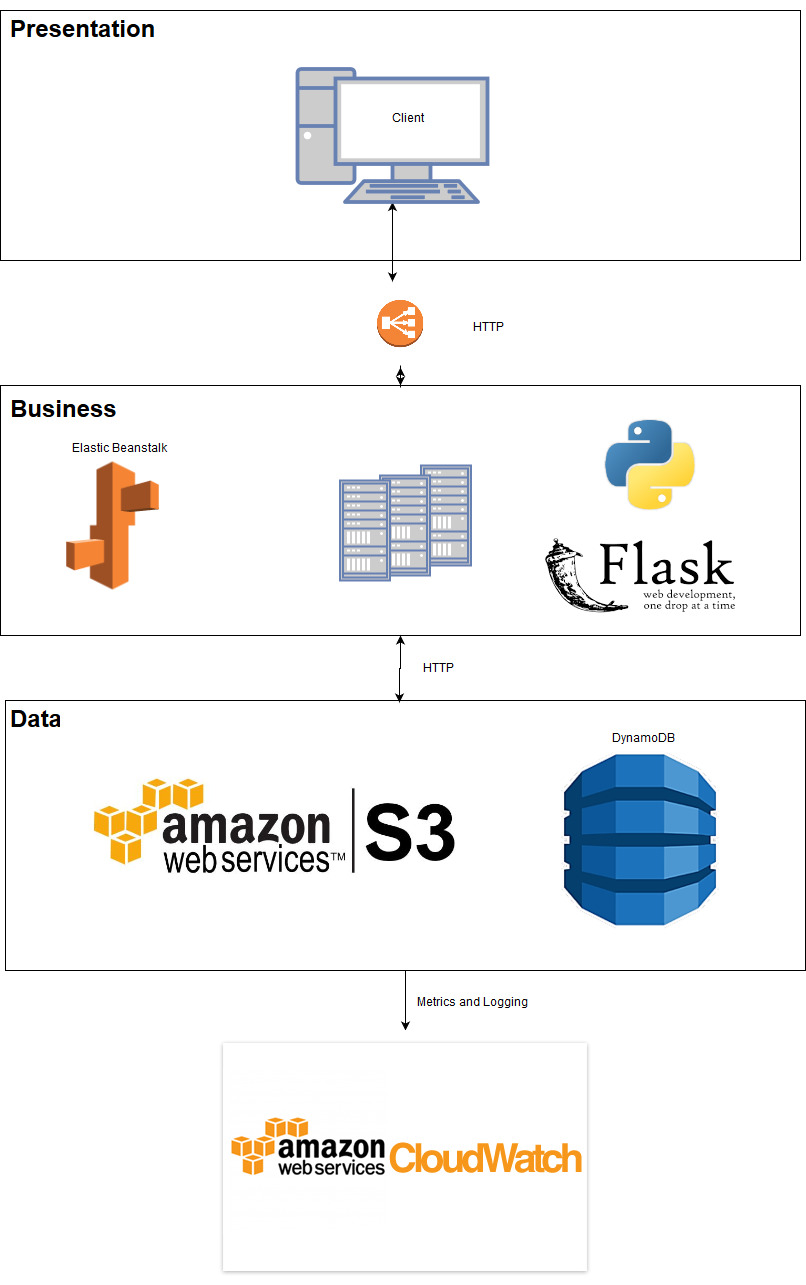 Presentation
Client
HTTP
Business
Elastic Beanstalk
Flask
web development,
one drop at a time
HTTP
Data
DynamoDB
amazon
web services™
S3
Metrics and Logging
amazon
web services
CloudWatch